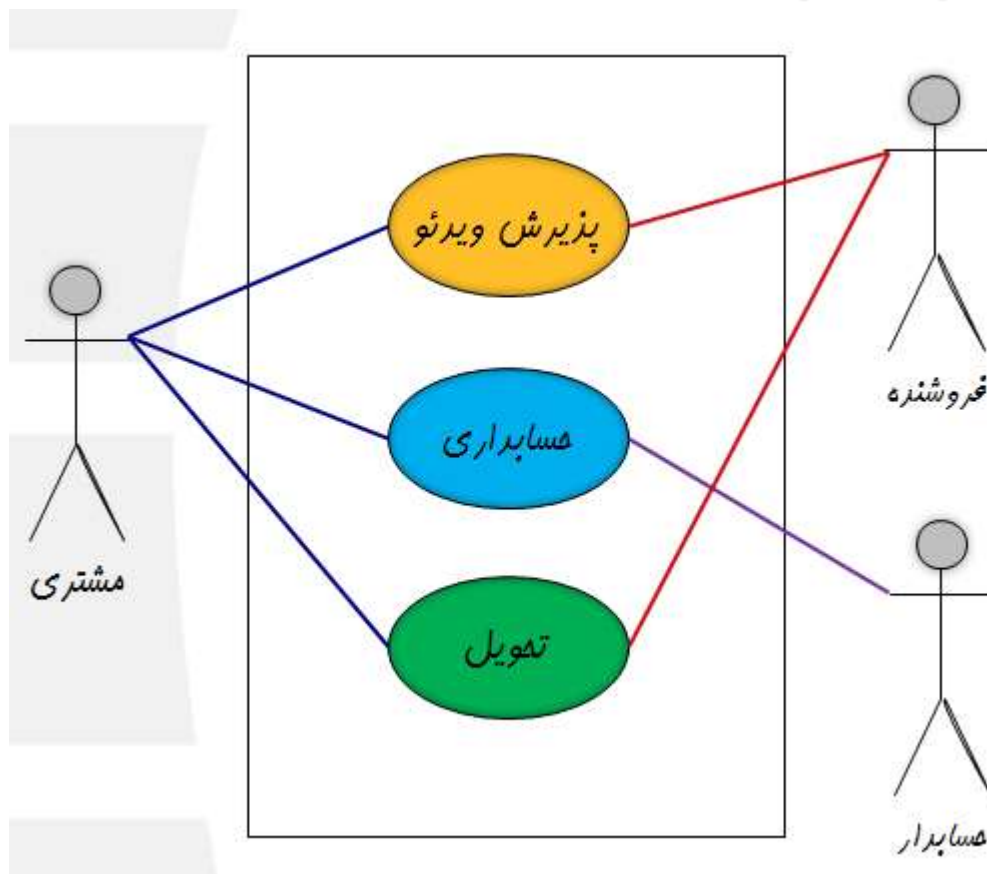 پذیرش ویدئو
فروشنده
حسابداری
مشتری
تحویل
حسابدار